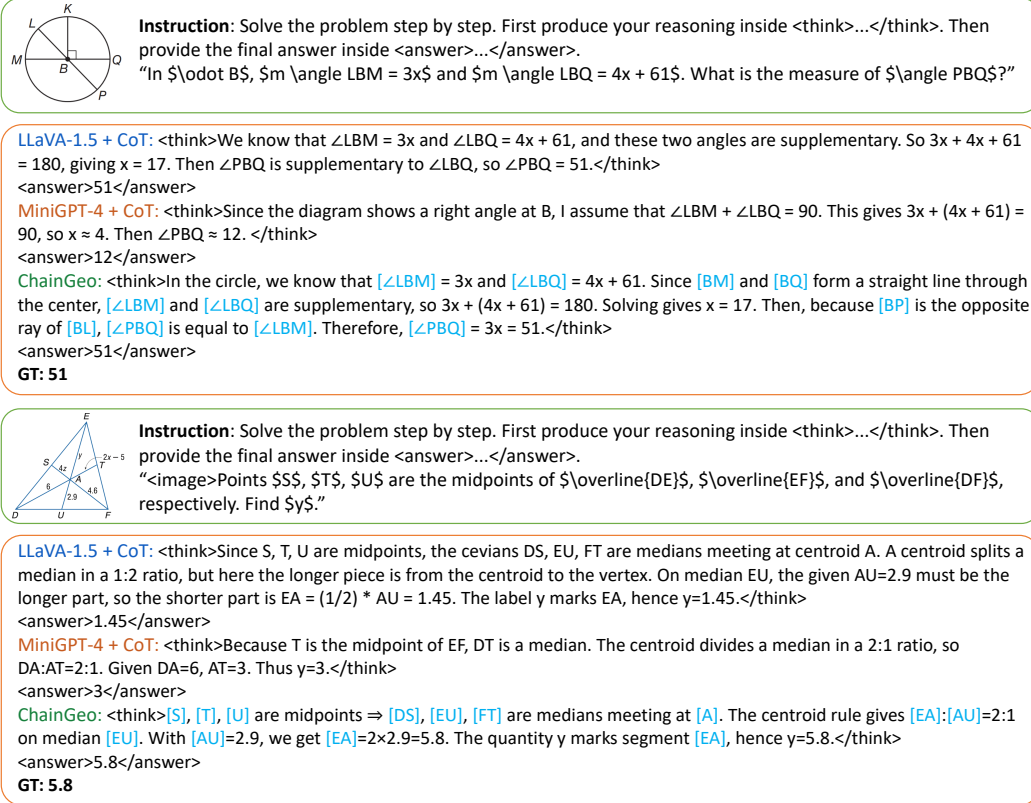 K
L
M
Q
B
P
Instruction: Solve the problem step by step. First produce your reasoning inside <think>...</think>. Then
provide the final answer inside <answer>...</answer>.
“In $\odot B$, $m \angle LBM = 3x$ and $m \angle LBQ = 4x + 61$. What is the measure of $\angle PBQ$?”
LLaVA-1.5 + CoT: <think>We know that ∠LBM = 3x and ∠LBQ = 4x + 61, and these two angles are supplementary. So 3x + 4x + 61
= 180, giving x = 17. Then ∠PBQ is supplementary to ∠LBQ, so ∠PBQ = 51.</think>
<answer>51</answer>
MiniGPT-4 + CoT: <think>Since the diagram shows a right angle at B, I assume that ∠LBM + ∠LBQ = 90. This gives 3x + (4x + 61) =
90, so x ≈ 4. Then ∠PBQ ≈ 12. </think>
<answer>12</answer>
ChainGeo: <think>In the circle, we know that [∠LBM] = 3x and [∠LBQ] = 4x + 61. Since [BM] and [BQ] form a straight line through
the center, [∠LBM] and [∠LBQ] are supplementary, so 3x + (4x + 61) = 180. Solving gives x = 17. Then, because [BP] is the opposite
ray of [BL], [∠PBQ] is equal to [∠LBM]. Therefore, [∠PBQ] = 3x = 51.</think>
<answer>51</answer>
GT: 51
E
S
4z
y
2x – 5
T
A
6
2.9
4.6
D
U
F
Instruction: Solve the problem step by step. First produce your reasoning inside <think>...</think>. Then
provide the final answer inside <answer>...</answer>.
“<image>Points $S$, $T$, $U$ are the midpoints of $\overline{DE}$, $\overline{EF}$, and $\overline{DF}$,
respectively. Find $y$.”
LLaVA-1.5 + CoT: <think>Since S, T, U are midpoints, the cevians DS, EU, FT are medians meeting at centroid A. A centroid splits a
median in a 1:2 ratio, but here the longer piece is from the centroid to the vertex. On median EU, the given AU=2.9 must be the
longer part, so the shorter part is EA = (1/2) * AU = 1.45. The label y marks EA, hence y=1.45.</think>
<answer>1.45</answer>
MiniGPT-4 + CoT: <think>Because T is the midpoint of EF, DT is a median. The centroid divides a median in a 2:1 ratio, so
DA:AT=2:1. Given DA=6, AT=3. Thus y=3.</think>
<answer>3</answer>
ChainGeo: <think>[S], [T], [U] are midpoints ⇒ [DS], [EU], [FT] are medians meeting at [A]. The centroid rule gives [EA]:[AU]=2:1
on median [EU]. With [AU]=2.9, we get [EA]=2×2.9=5.8. The quantity y marks segment [EA], hence y=5.8.</think>
<answer>5.8</answer>
GT: 5.8